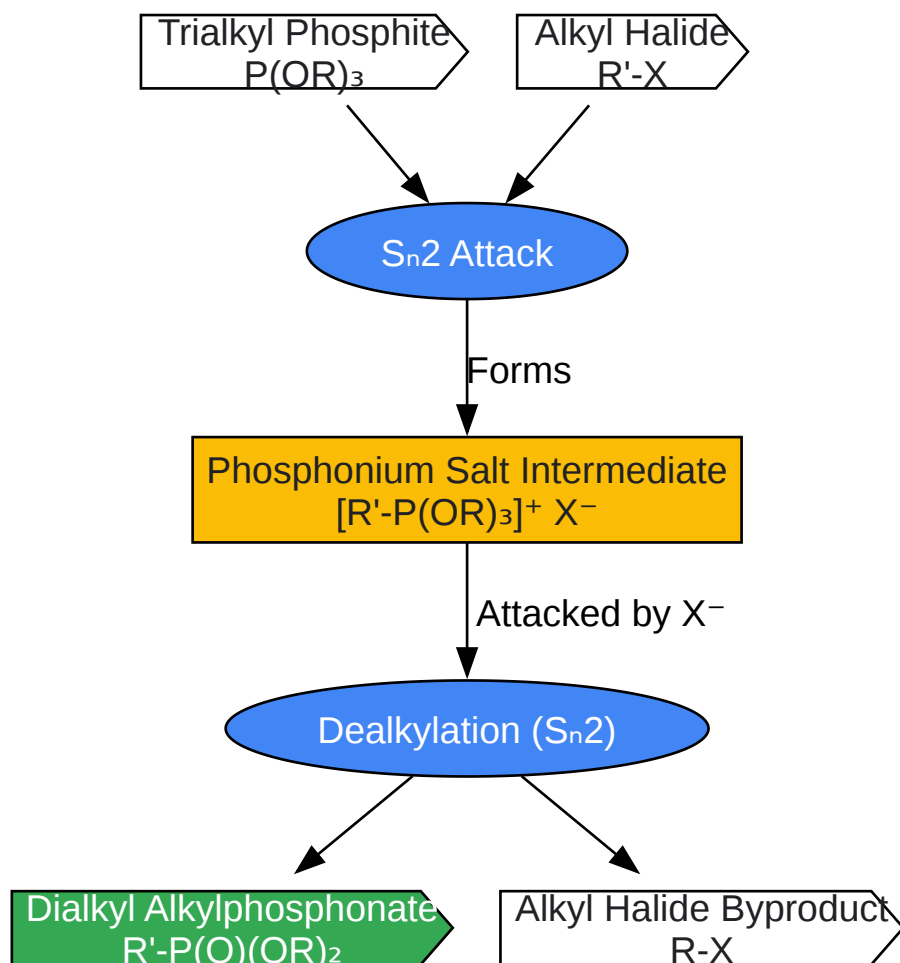 Trialkyl Phosphite
P(OR)₃
Alkyl Halide
R'-X
Sₙ2 Attack
Forms
Phosphonium Salt Intermediate
[R'-P(OR)₃]⁺ X⁻
Attacked by X⁻
Dealkylation (Sₙ2)
Dialkyl Alkylphosphonate
R'-P(O)(OR)₂
Alkyl Halide Byproduct
R-X